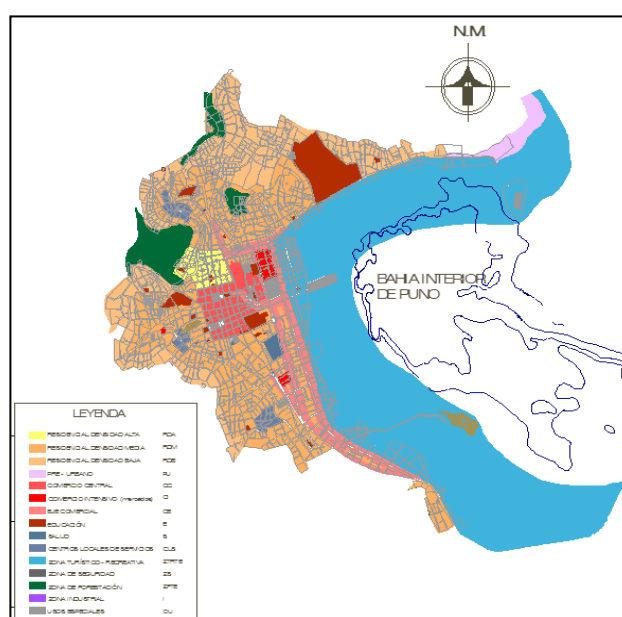 N.M.
BAHIA INTERIOR
DE PUNO
LEYENDA
RESIDENCIAL DENSIDAD ALTA RDA
RESIDENCIAL DENSIDAD MEDIA RDM
RESIDENCIAL DENSIDAD BAJA RDB
PRE - URBANO PU
COMERCIO CENTRAL CC
COMERCIO INTENSIVO (mercados) CI
EJE COMERCIAL CE
EDUCACIÓN E
SALUD S
CENTROS LOCALES DE SERVICIOS CLS
ZONA TURÍSTICO - RECREATIVA ZTRTE
ZONA DE SEGURIDAD ZS
ZONA DE FORESTACIÓN ZFTE
ZONA INDUSTRIAL I
USOS ESPECIALES OU